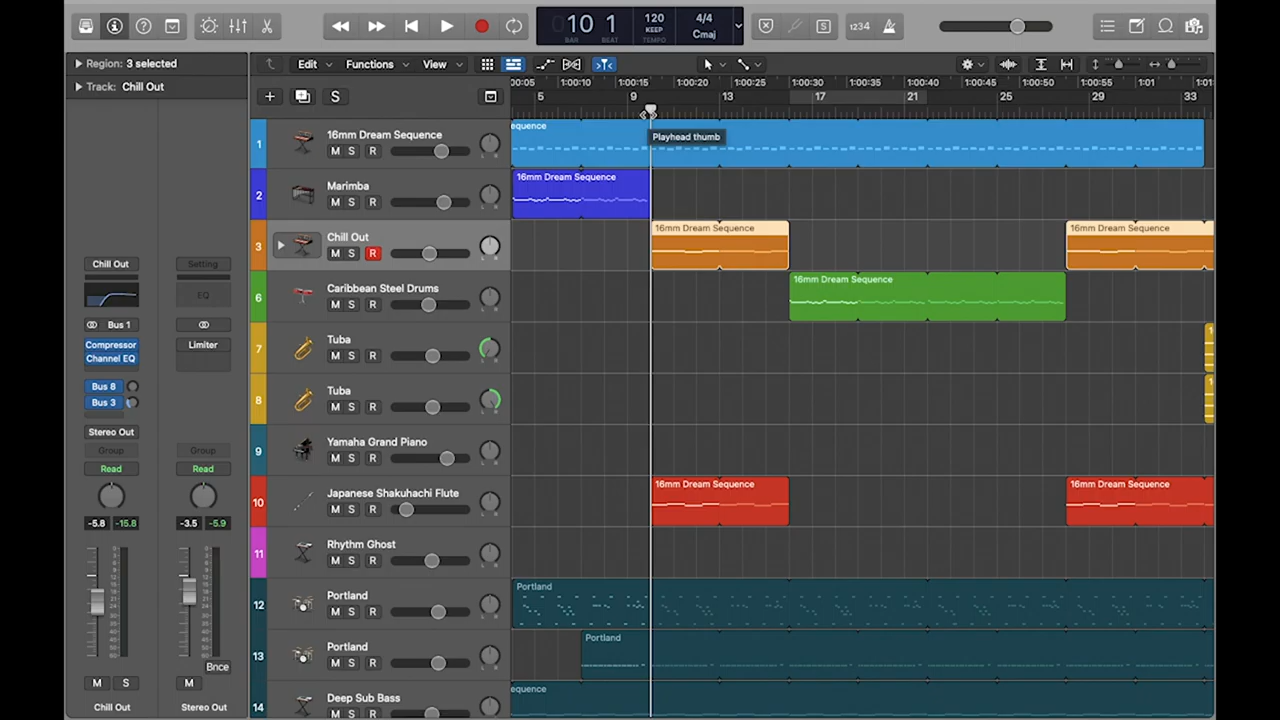 1234
10 1
BAR BEAT
120
KEEP
TEMPO
4/4
Cmaj
S
Region: 3 selected
Track: Chill Out
Edit
Functions
View
S
1:00:10
1:00:15
1:00:20
1:00:25
1:00:30
1:00:35
1:00:40
1:00:45
1:00:50
1:00:55
1:01
5
9
13
17
21
25
29
33
Playhead thumb
1
16mm Dream Sequence
M S R
equence
2
Marimba
M S R
16mm Dream Sequence
3
Chill Out
M S R
16mm Dream Sequence
16mm Dream Sequence
6
Caribbean Steel Drums
M S R
16mm Dream Sequence
7
Tuba
M S R
8
Tuba
M S R
9
Yamaha Grand Piano
M S R
10
Japanese Shakuhachi Flute
M S R
16mm Dream Sequence
16mm Dream Sequence
11
Rhythm Ghost
M S R
12
Portland
M S R
Portland
13
Portland
M S R
Portland
14
Deep Sub Bass
M S R
equence
Chill Out
Setting
EQ
Bus 1
Compressor
Channel EQ
Limiter
Bus 8
Bus 3
Stereo Out
Group
Group
Read
Read
-5.8 -15.8
-3.5 -5.9
Bnce
M S
M
Chill Out
Stereo Out